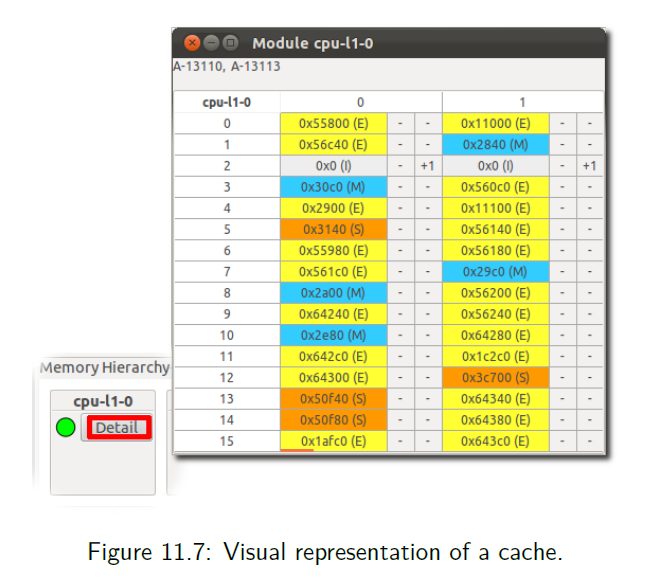 Module cpu-l1-0
A-13110, A-13113
cpu-l1-0 0 1
0 0x55800 (E) - - 0x11000 (E) - -
1 0x56c40 (E) - - 0x2840 (M) - -
2 0x0 (I) - +1 0x0 (I) - +1
3 0x30c0 (M) - - 0x560c0 (E) - -
4 0x2900 (E) - - 0x11100 (E) - -
5 0x3140 (S) - - 0x56140 (E) - -
6 0x55980 (E) - - 0x56180 (E) - -
7 0x561c0 (E) - - 0x29c0 (M) - -
8 0x2a00 (M) - - 0x56200 (E) - -
9 0x64240 (E) - - 0x56240 (E) - -
10 0x2e80 (M) - - 0x64280 (E) - -
11 0x642c0 (E) - - 0x1c2c0 (E) - -
12 0x64300 (E) - - 0x3c700 (S) - -
13 0x50f40 (S) - - 0x64340 (E) - -
14 0x50f80 (S) - - 0x64380 (E) - -
15 0x1afc0 (E) - - 0x643c0 (E) - -
Memory Hierarchy
cpu-l1-0
Detail
Figure 11.7: Visual representation of a cache.